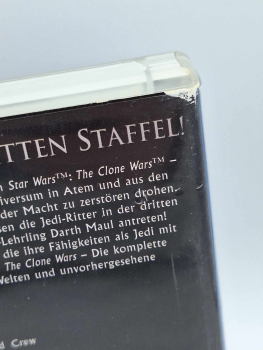 ITTEN STAFFEL!
Star Wars™: The Clone Wars™ –
iversum in Atem und aus den
der Macht zu zerstören drohen.
sen die Jedi-Ritter in der dritten
-Lehrling Darth Maul antreten!
die ihre Fähigkeiten als Jedi mit
The Clone Wars – Die komplette
Welten und unvorhergesehene
d Crew